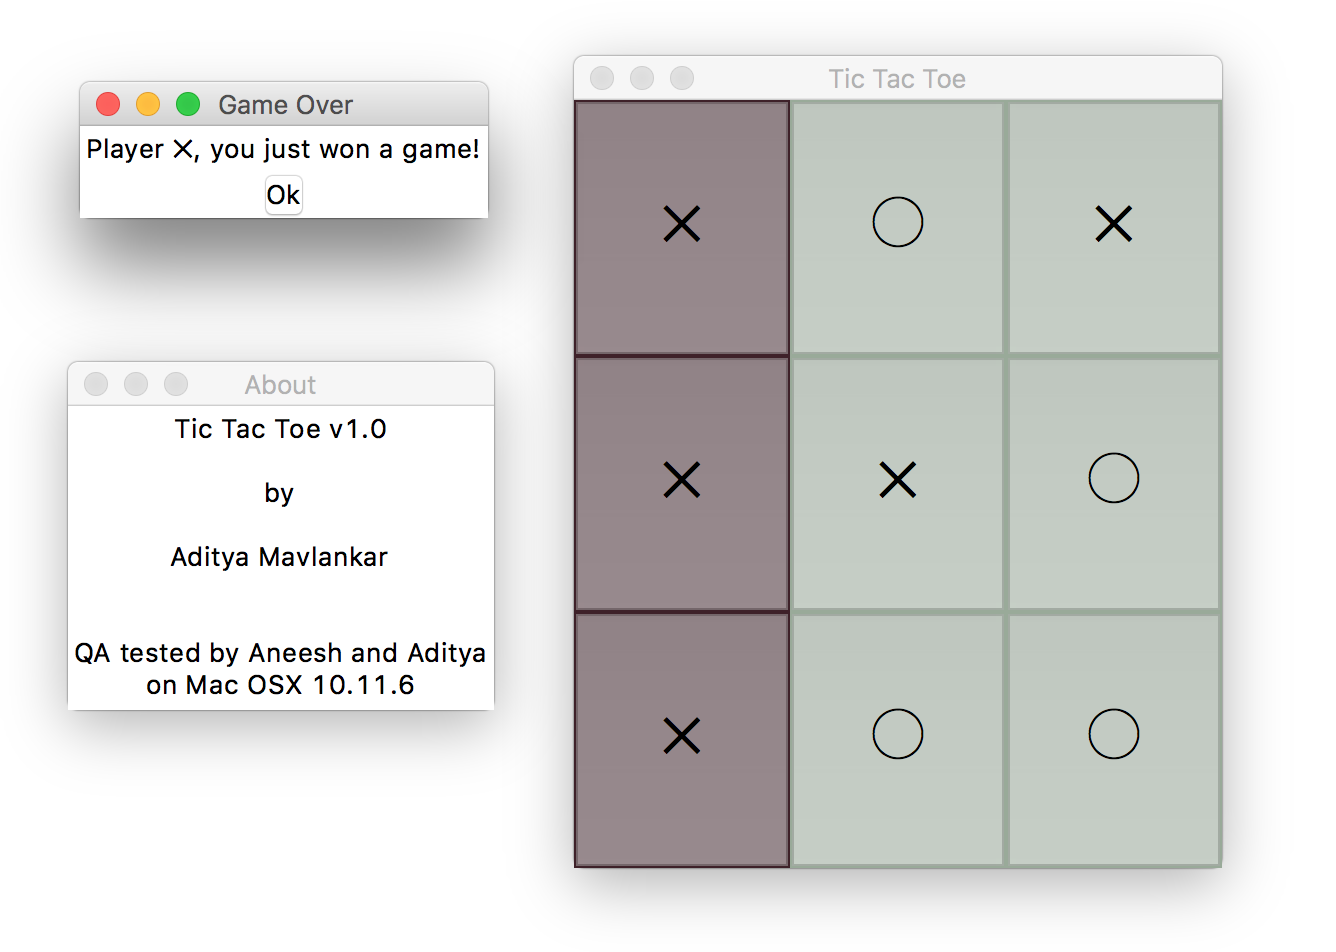 Game Over
Player ×, you just won a game!
Ok
About
Tic Tac Toe v1.0
by
Aditya Mavlankar
QA tested by Aneesh and Aditya
on Mac OSX 10.11.6
Tic Tac Toe
× ○ ×
× × ○
× ○ ○